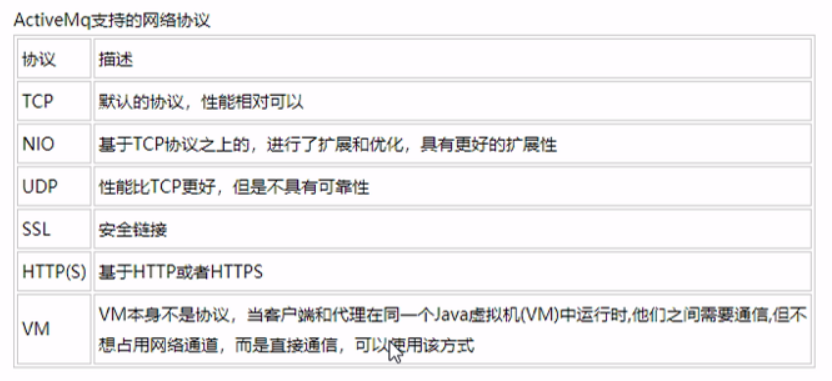 ActiveMq支持的网络协议
协议 描述
TCP 默认的协议，性能相对可以
NIO 基于TCP协议之上的，进行了扩展和优化，具有更好的扩展性
UDP 性能比TCP更好，但是不具有可靠性
SSL 安全链接
HTTP(S) 基于HTTP或者HTTPS
VM VM本身不是协议，当客户端和代理在同一个Java虚拟机(VM)中运行时,他们之间需要通信,但不
想占用网络通道，而是直接通信，可以使用该方式